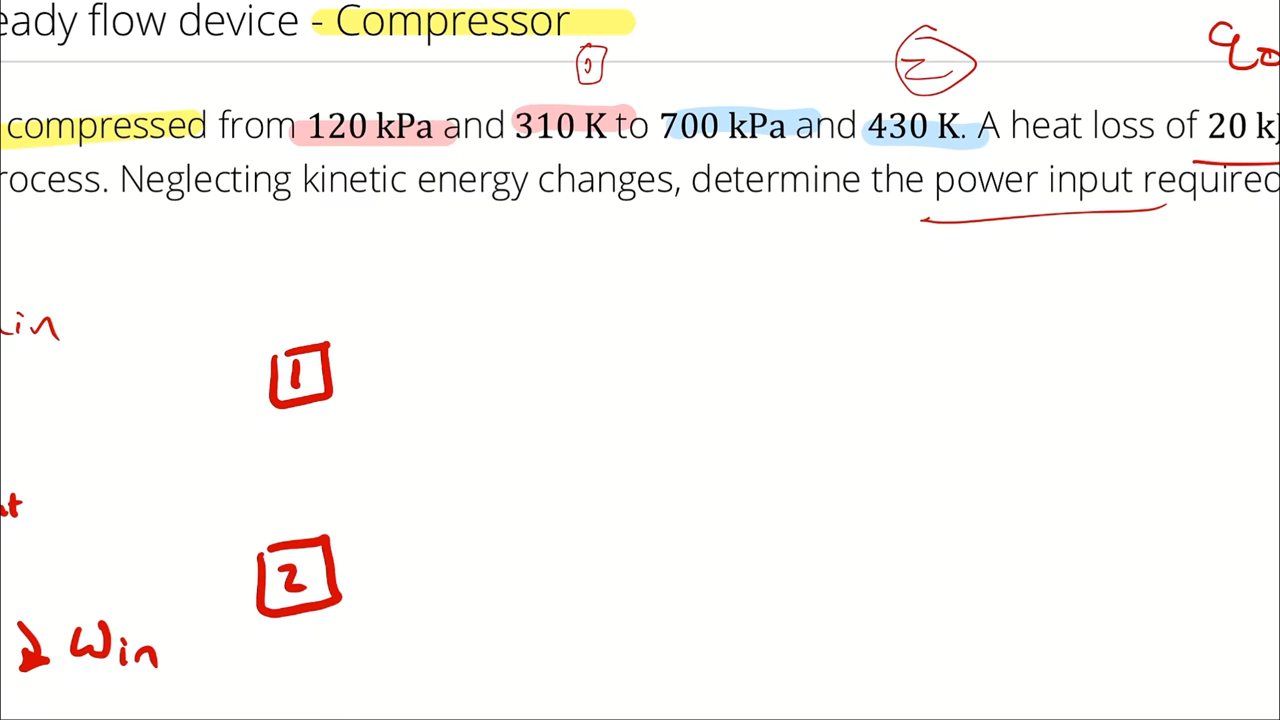 eady flow device - Compressor
compressed from 120 kPa and 310 K to 700 kPa and 430 K. A heat loss of 20 kJ
rocess. Neglecting kinetic energy changes, determine the power input required
in
1
2
Win